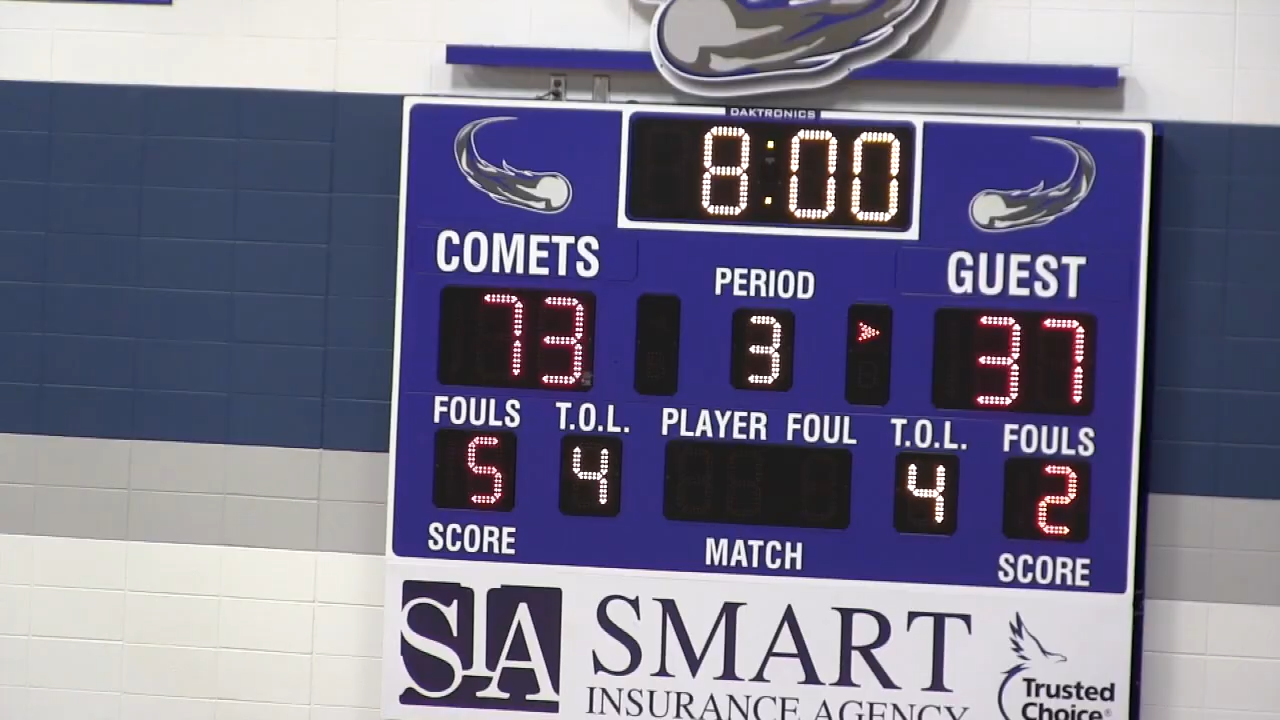 DAKTRONICS
8:00
COMETS PERIOD GUEST
73 3 37
FOULS T.O.L. PLAYER FOUL T.O.L. FOULS
5 4 4 2
SCORE MATCH SCORE
SA SMART
INSURANCE AGENCY
Trusted
Choice®